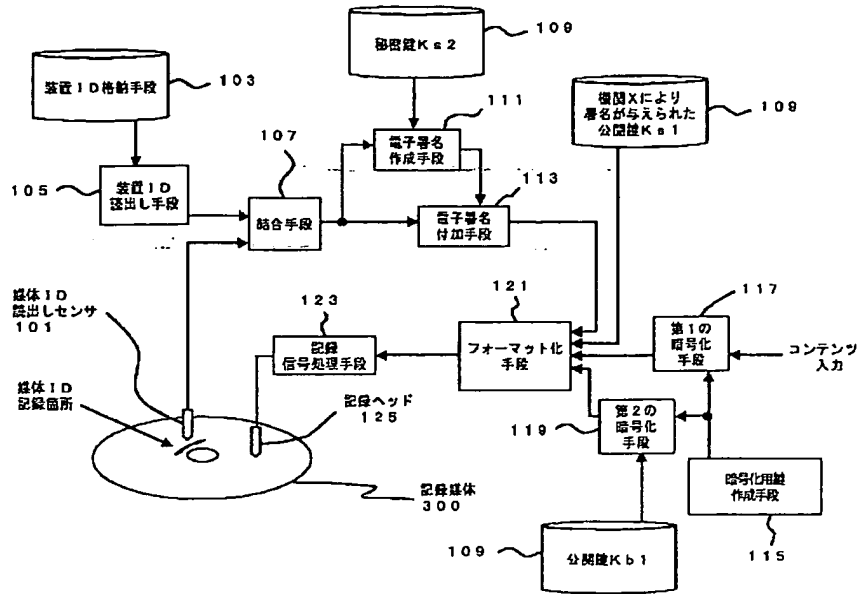 109
秘密鍵Ks2
103
装置ID格納手段
111
機関Xにより
署名が与えられた
公開鍵Ks1
109
電子署名
作成手段
107
105
装置ID
読出し手段
113
結合手段
電子署名
付加手段
媒体ID
読出しセンサ
101
123
121
117
記録
信号処理手段
フォーマット化
手段
第1の
暗号化
手段
コンテンツ
入力
媒体ID
記録箇所
記録ヘッド
125
119
第2の
暗号化
手段
記録媒体
300
暗号化用鍵
作成手段
109
公開鍵Kb1
115